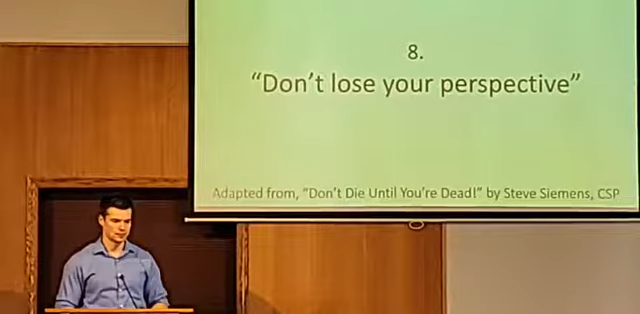 8.
“Don’t lose your perspective”
Adapted from, “Don’t Die Until You’re Dead!” by Steve Siemens, CSP